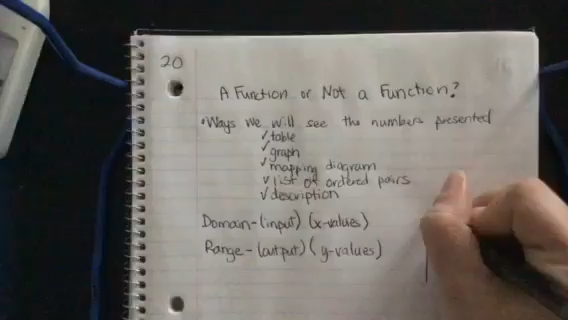 20
A Function or Not a Function?
•Ways we will see the numbers presented
✓table
✓graph
✓mapping diagram
✓list of ordered pairs
✓description
Domain-(input) (x-values)
Range-(output) (y-values)